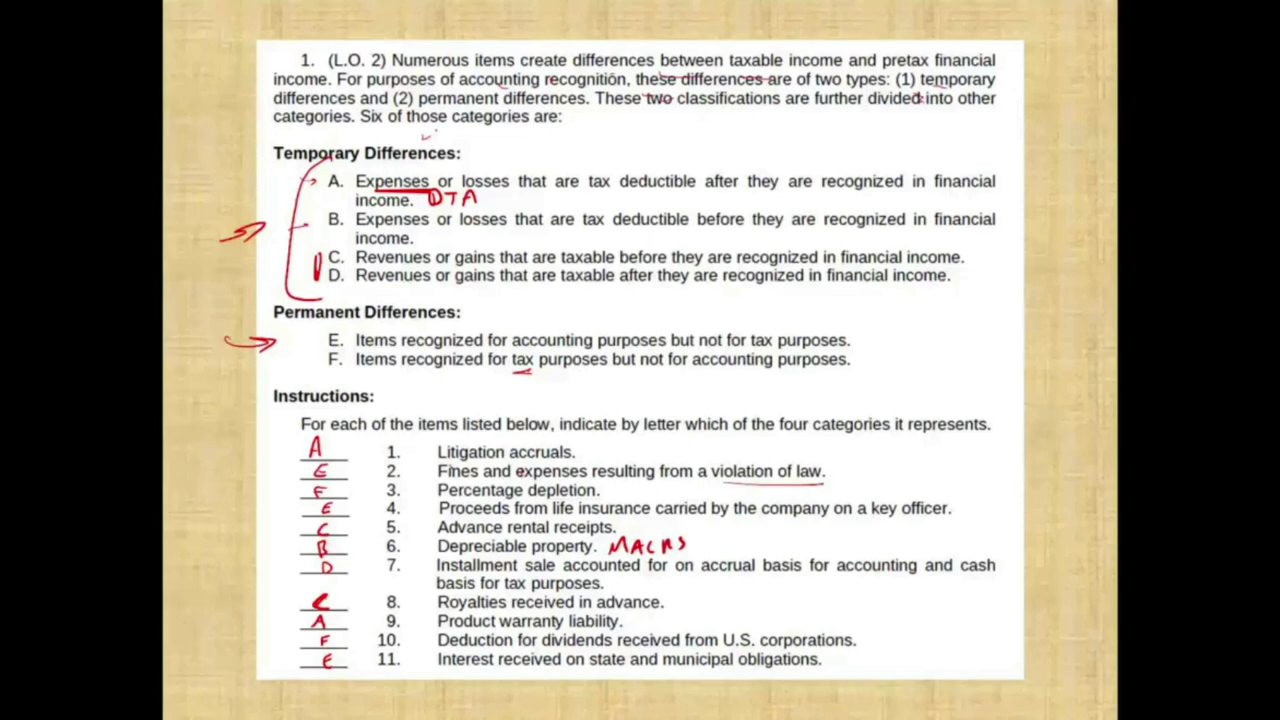 1. (L.O. 2) Numerous items create differences between taxable income and pretax financial
income. For purposes of accounting recognition, these differences are of two types: (1) temporary
differences and (2) permanent differences. These two classifications are further divided into other
categories. Six of those categories are:
Temporary Differences:
A. Expenses or losses that are tax deductible after they are recognized in financial
income. DTA
B. Expenses or losses that are tax deductible before they are recognized in financial
income.
C. Revenues or gains that are taxable before they are recognized in financial income.
D. Revenues or gains that are taxable after they are recognized in financial income.
Permanent Differences:
E. Items recognized for accounting purposes but not for tax purposes.
F. Items recognized for tax purposes but not for accounting purposes.
Instructions:
For each of the items listed below, indicate by letter which of the four categories it represents.
A 1. Litigation accruals.
E 2. Fines and expenses resulting from a violation of law.
F 3. Percentage depletion.
E 4. Proceeds from life insurance carried by the company on a key officer.
C 5. Advance rental receipts.
B 6. Depreciable property. MACRS
D 7. Installment sale accounted for on accrual basis for accounting and cash
basis for tax purposes.
C 8. Royalties received in advance.
A 9. Product warranty liability.
F 10. Deduction for dividends received from U.S. corporations.
E 11. Interest received on state and municipal obligations.